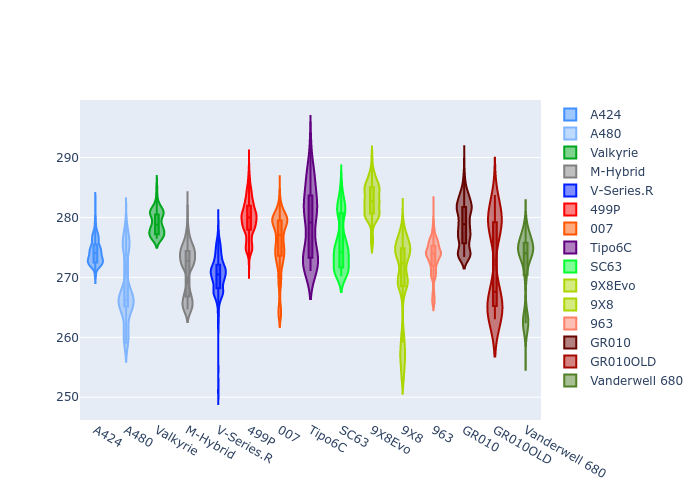 290
280
270
260
250
A424
A480
Valkyrie
M-Hybrid
V-Series.R
499P
007
Tipo6C
SC63
9X8Evo
9X8
963
GR010
GR010OLD
Vanderwell 680
A424
A480
Valkyrie
M-Hybrid
V-Series.R
499P
007
Tipo6C
SC63
9X8Evo
9X8
963
GR010
GR010OLD
Vanderwell 680